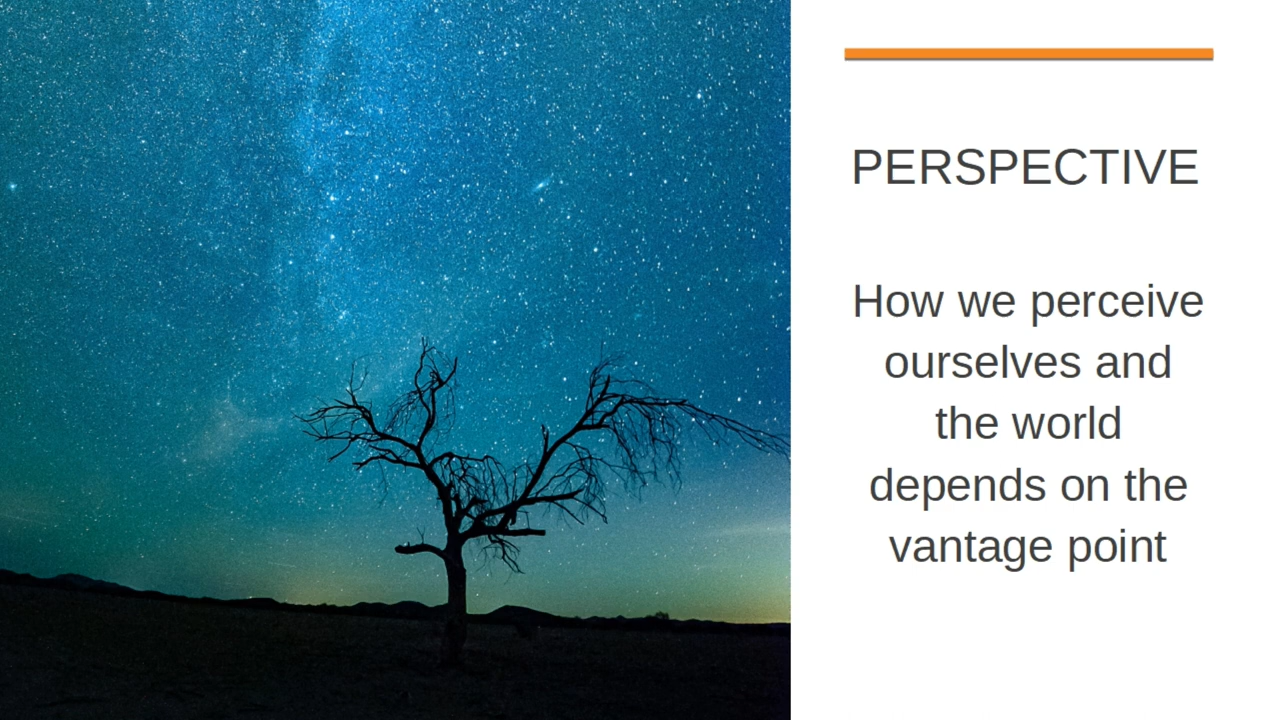 PERSPECTIVE
How we perceive
ourselves and
the world
depends on the
vantage point